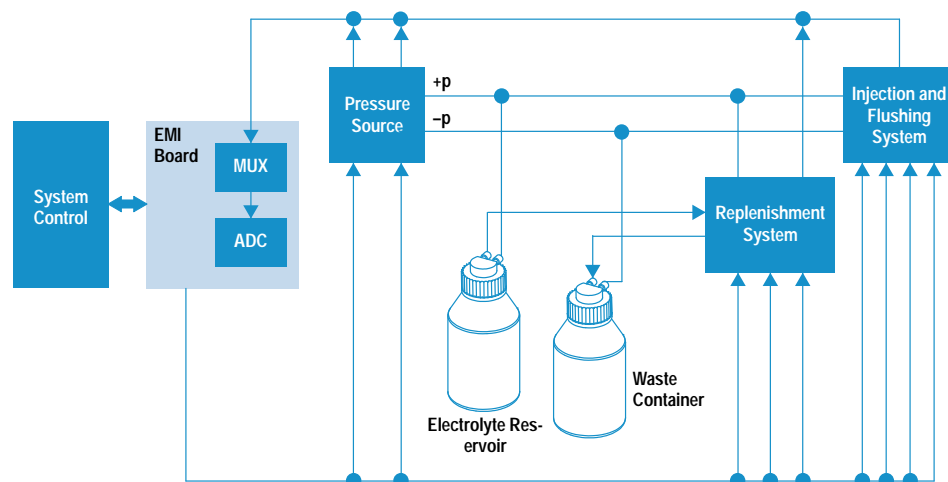 System
Control
EMI
Board
MUX
ADC
Pressure
Source
+p
–p
Injection and
Flushing
System
Replenishment
System
Electrolyte Res-
ervoir
Waste
Container